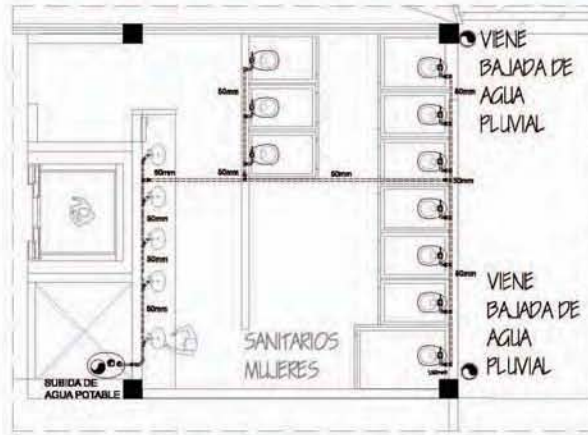 VIENE
BAJADA DE
AGUA
PLUVIAL
50mm
50mm
50mm
50mm
50mm
50mm
50mm
50mm
50mm
50mm
50mm
VIENE
BAJADA DE
AGUA
PLUVIAL
SANITARIOS
MUJERES
SUBIDA DE
AGUA POTABLE